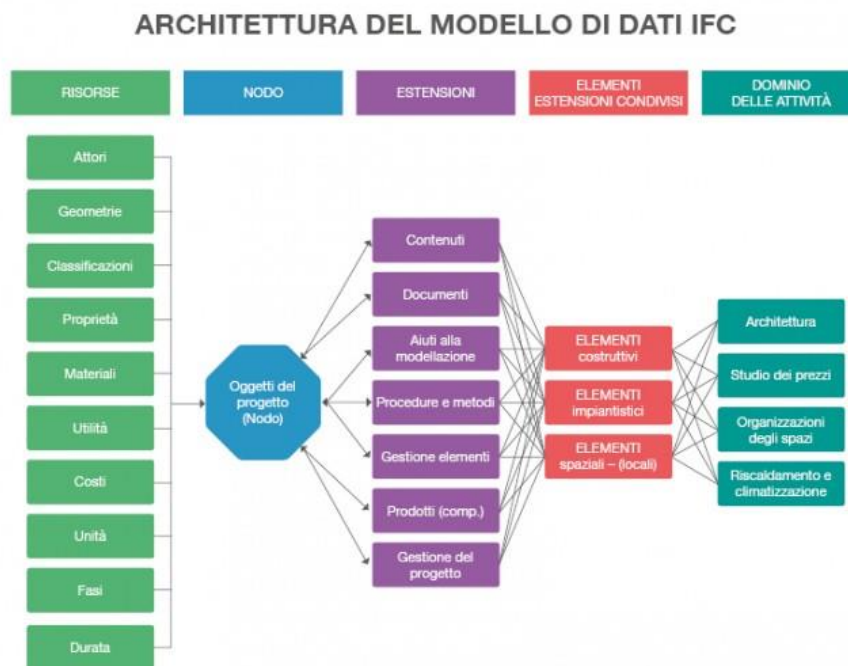 ARCHITETTURA DEL MODELLO DI DATI IFC
RISORSE
NODO
ESTENSIONI
ELEMENTI
ESTENSIONI CONDIVISI
DOMINIO
DELLE ATTIVITÀ
Attori
Geometrie
Classificazioni
Proprietà
Materiali
Utilità
Costi
Unità
Fasi
Durata
Oggetti del
progetto
(Nodo)
Contenuti
Documenti
Aiuti alla
modellazione
Procedure e metodi
Gestione elementi
Prodotti (comp.)
Gestione del
progetto
ELEMENTI
costruttivi
ELEMENTI
impiantistici
ELEMENTI
spaziali – (locali)
Architettura
Studio dei prezzi
Organizzazioni
degli spazi
Riscaldamento e
climatizzazione